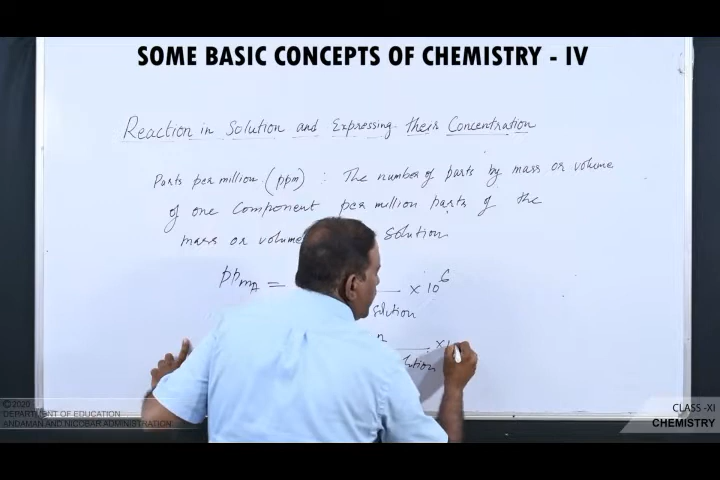 SOME BASIC CONCEPTS OF CHEMISTRY - IV
Reaction in Solution and Expressing their Concentration
Parts per million (ppm) : The number of parts by mass or volume
of one Component per million parts of the
mass or volume solution
ppmA = × 10⁶
solution
×1
© 2020
DEPARTMENT OF EDUCATION
ANDAMAN AND NICOBAR ADMINISTRATION
CLASS -XI
CHEMISTRY